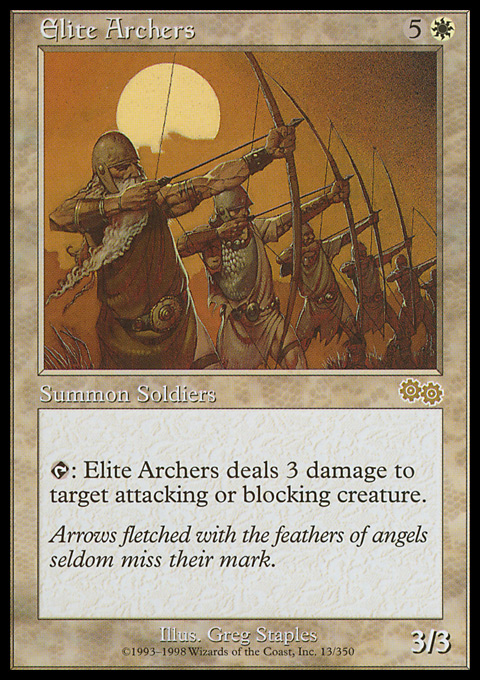 Elite Archers 5
Summon Soldiers
: Elite Archers deals 3 damage to
target attacking or blocking creature.
Arrows fletched with the feathers of angels
seldom miss their mark.
Illus. Greg Staples
©1993-1998 Wizards of the Coast, Inc. 13/350
3/3